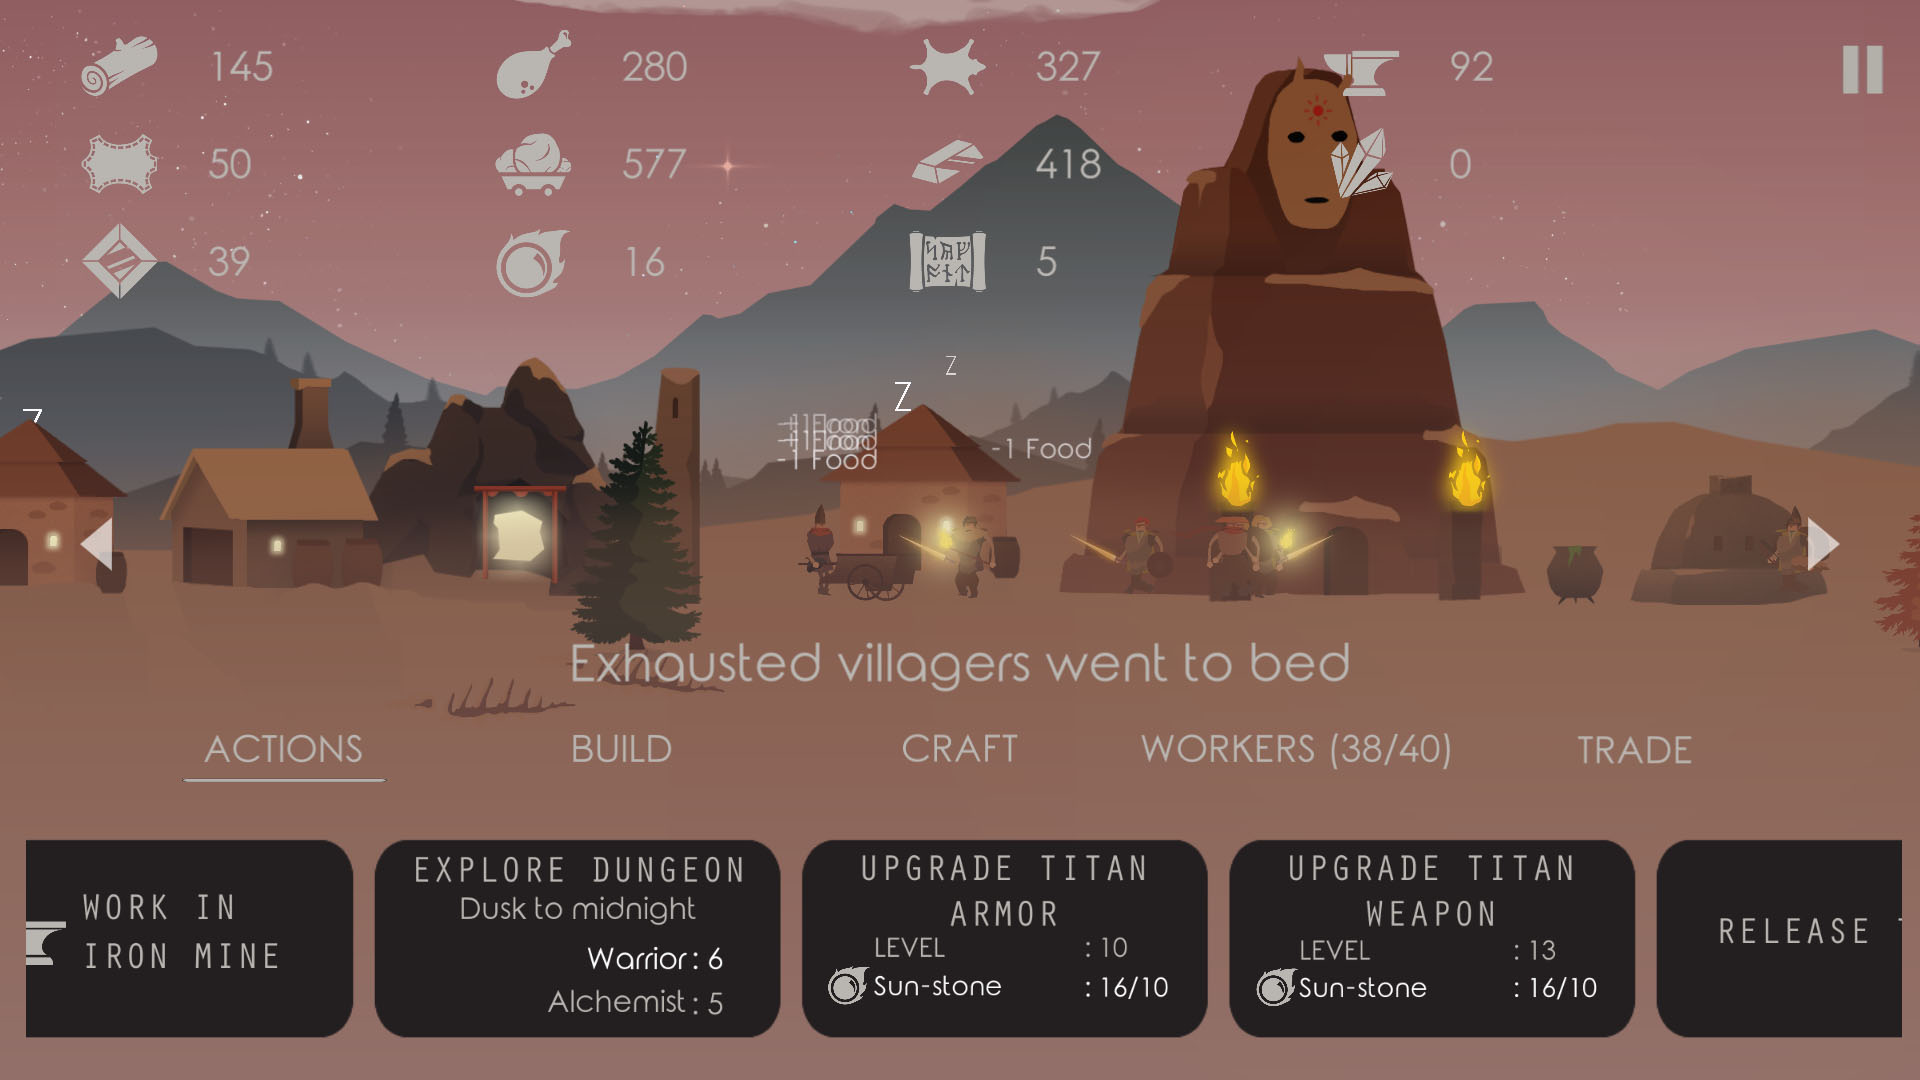 145 280 327 92
50 577 418 0
39 16 5
Z
Z
Z
-1 Food
-1 Food
Exhausted villagers went to bed
ACTIONS BUILD CRAFT WORKERS (38/40) TRADE
WORK IN
IRON MINE
EXPLORE DUNGEON
Dusk to midnight
Warrior : 6
Alchemist : 5
UPGRADE TITAN
ARMOR
LEVEL : 10
Sun-stone : 16/10
UPGRADE TITAN
WEAPON
LEVEL : 13
Sun-stone : 16/10
RELEASE